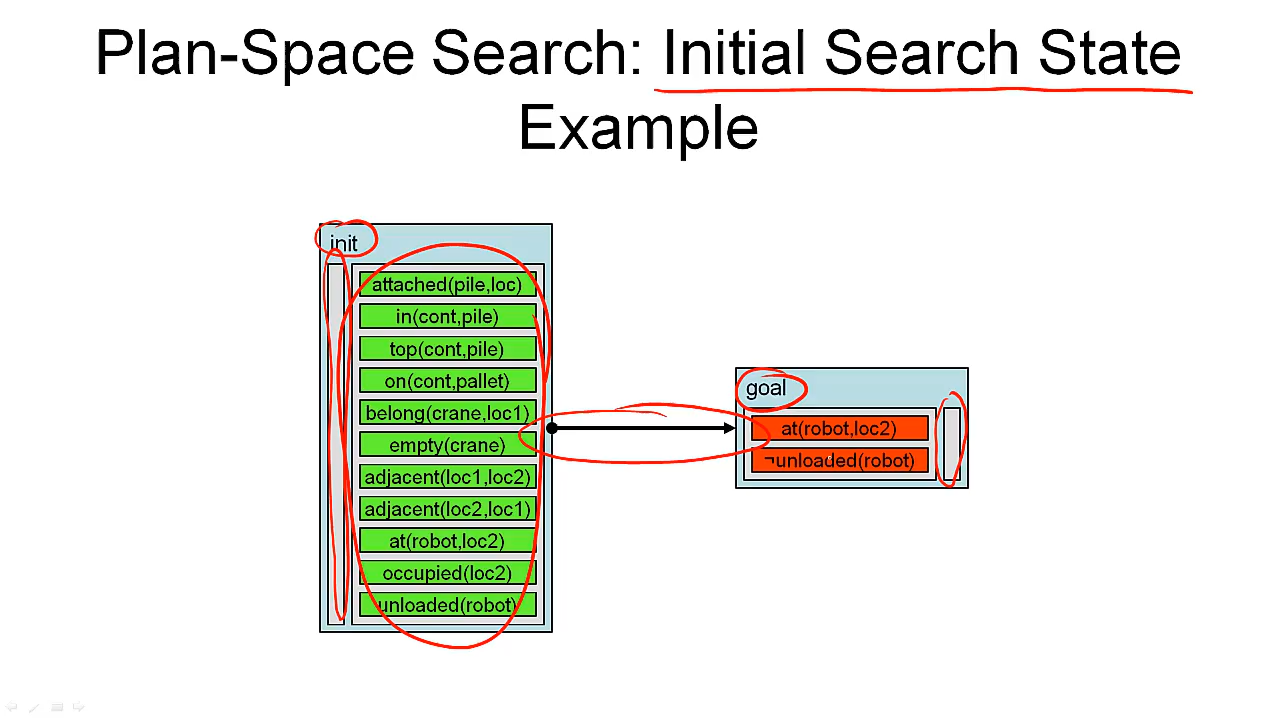 Plan-Space Search: Initial Search State
Example
init
attached(pile,loc)
in(cont,pile)
top(cont,pile)
on(cont,pallet)
belong(crane,loc1)
empty(crane)
adjacent(loc1,loc2)
adjacent(loc2,loc1)
at(robot,loc2)
occupied(loc2)
unloaded(robot)
goal
at(robot,loc2)
¬unloaded(robot)